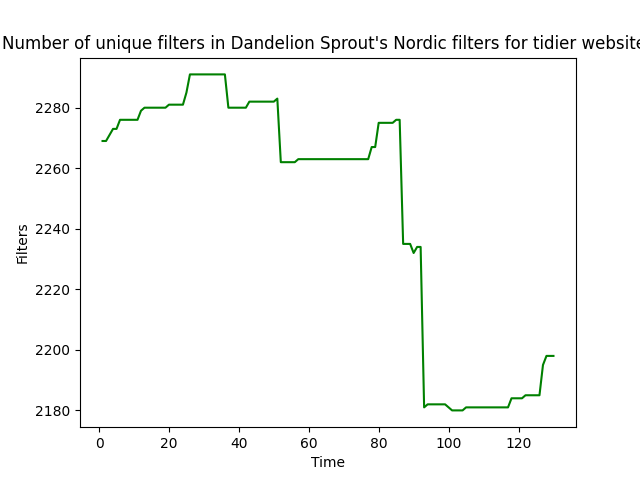 Number of unique filters in Dandelion Sprout's Nordic filters for tidier website
2280
2260
2240
2220
2200
2180
Filters
0 20 40 60 80 100 120
Time